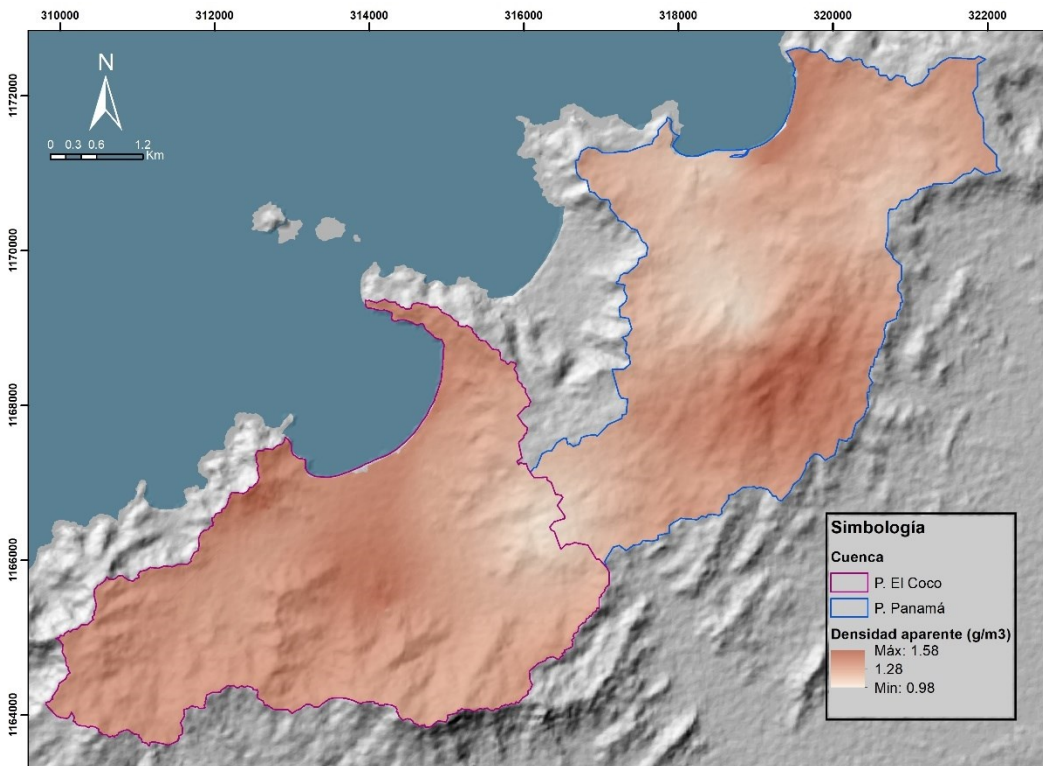 310000 312000 314000 316000 318000 320000 322000
1172000
N
0 0.3 0.6 1.2
Km
1170000
1168000
1166000
1164000
Simbología
Cuenca
P. El Coco
P. Panamá
Densidad aparente (g/m3)
Máx: 1.58
1.28
Min: 0.98